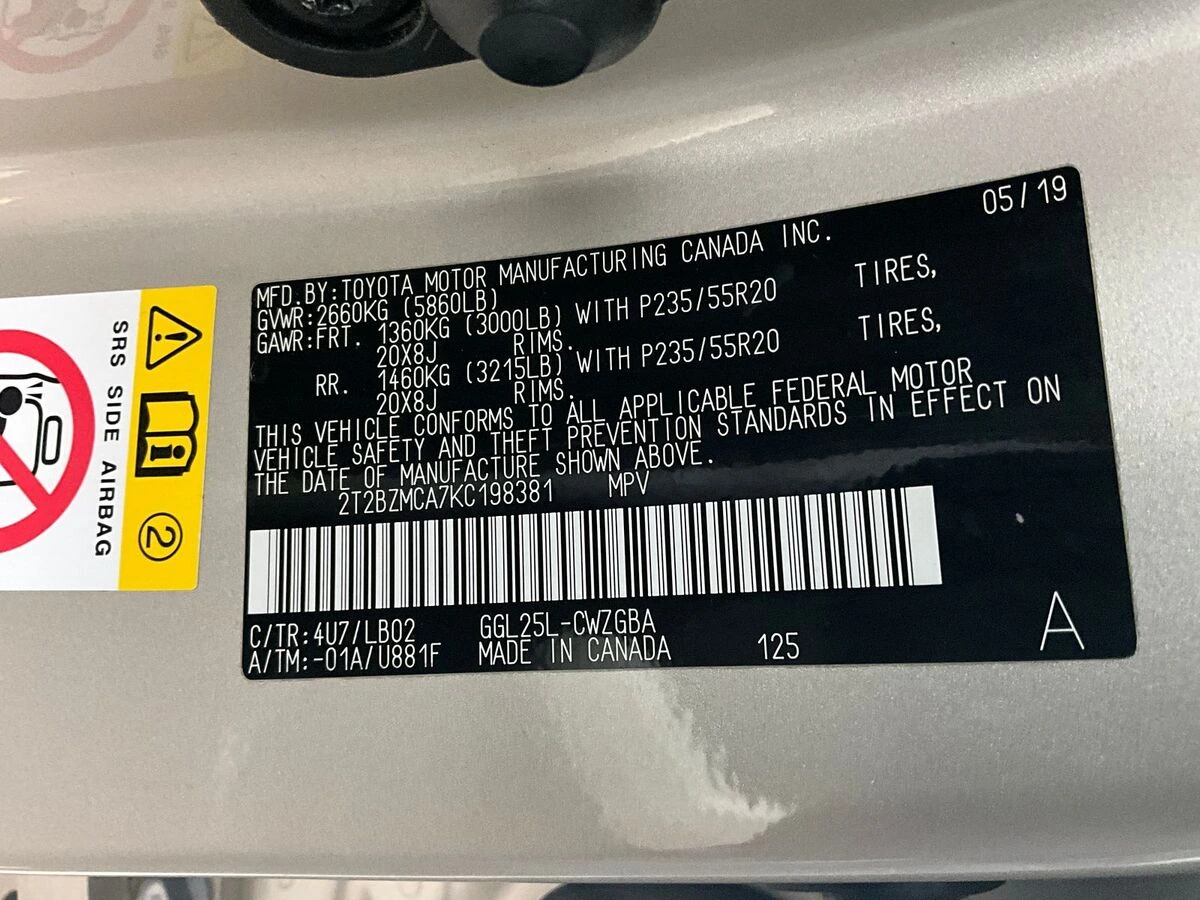 05/19
MFD.BY:TOYOTA MOTOR MANUFACTURING CANADA INC.
GVWR:2660KG (5860LB)
GAWR:FRT. 1360KG (3000LB) WITH P235/55R20 TIRES,
20X8J RIMS.
RR. 1460KG (3215LB) WITH P235/55R20 TIRES,
20X8J RIMS.
THIS VEHICLE CONFORMS TO ALL APPLICABLE FEDERAL MOTOR
VEHICLE SAFETY AND THEFT PREVENTION STANDARDS IN EFFECT ON
THE DATE OF MANUFACTURE SHOWN ABOVE.
2T2BZMCA7KC198381 MPV
C/TR:4U7/LB02 GGL25L-CWZGBA
A/TM:-01A/U881F MADE IN CANADA 125 A
SRS SIDE AIRBAG
2